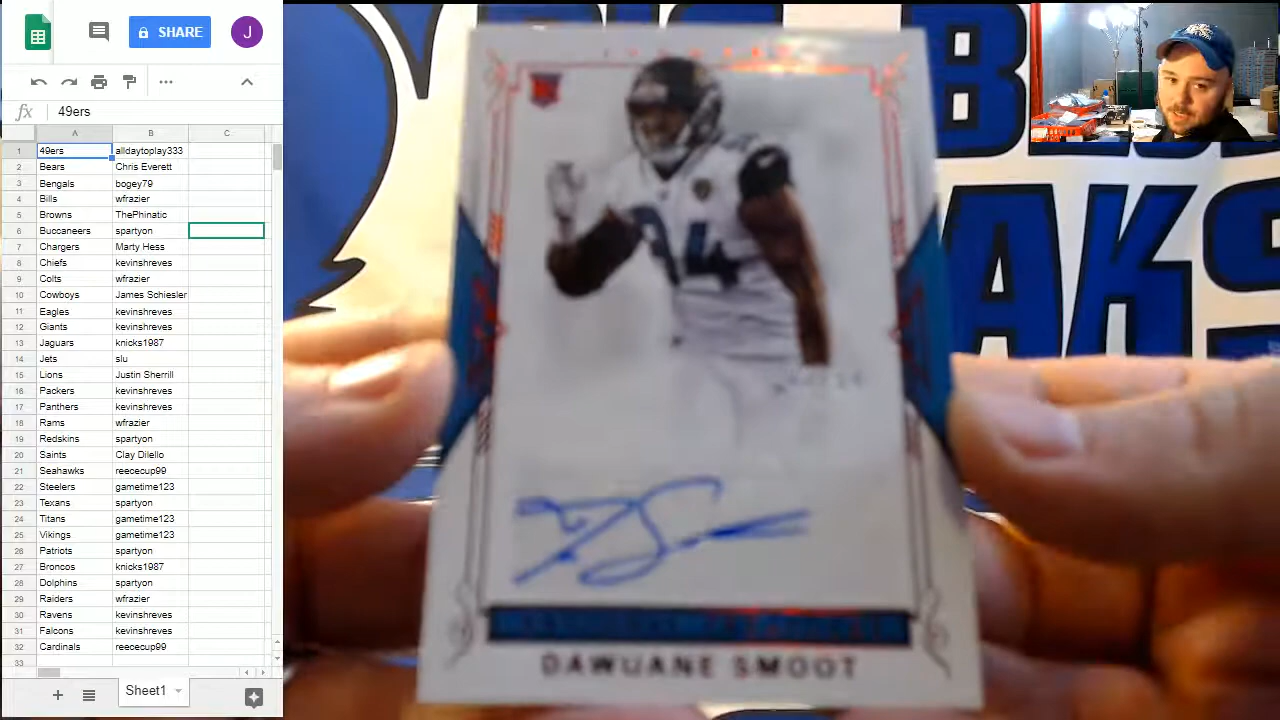 SHARE
J
fx 49ers
A B C
1 49ers alldaytoplay333
2 Bears Chris Everett
3 Bengals bogey79
4 Bills wfrazier
5 Browns ThePhinatic
6 Buccaneers spartyon
7 Chargers Marty Hess
8 Chiefs kevinshreves
9 Colts wfrazier
10 Cowboys James Schiesler
11 Eagles kevinshreves
12 Giants kevinshreves
13 Jaguars knicks1987
14 Jets slu
15 Lions Justin Sherrill
16 Packers kevinshreves
17 Panthers kevinshreves
18 Rams wfrazier
19 Redskins spartyon
20 Saints Clay Dilello
21 Seahawks reececup99
22 Steelers gametime123
23 Texans spartyon
24 Titans gametime123
25 Vikings gametime123
26 Patriots spartyon
27 Broncos knicks1987
28 Dolphins spartyon
29 Raiders wfrazier
30 Ravens kevinshreves
31 Falcons kevinshreves
32 Cardinals reececup99
33
Sheet1
94
DAWUANE SMOOT